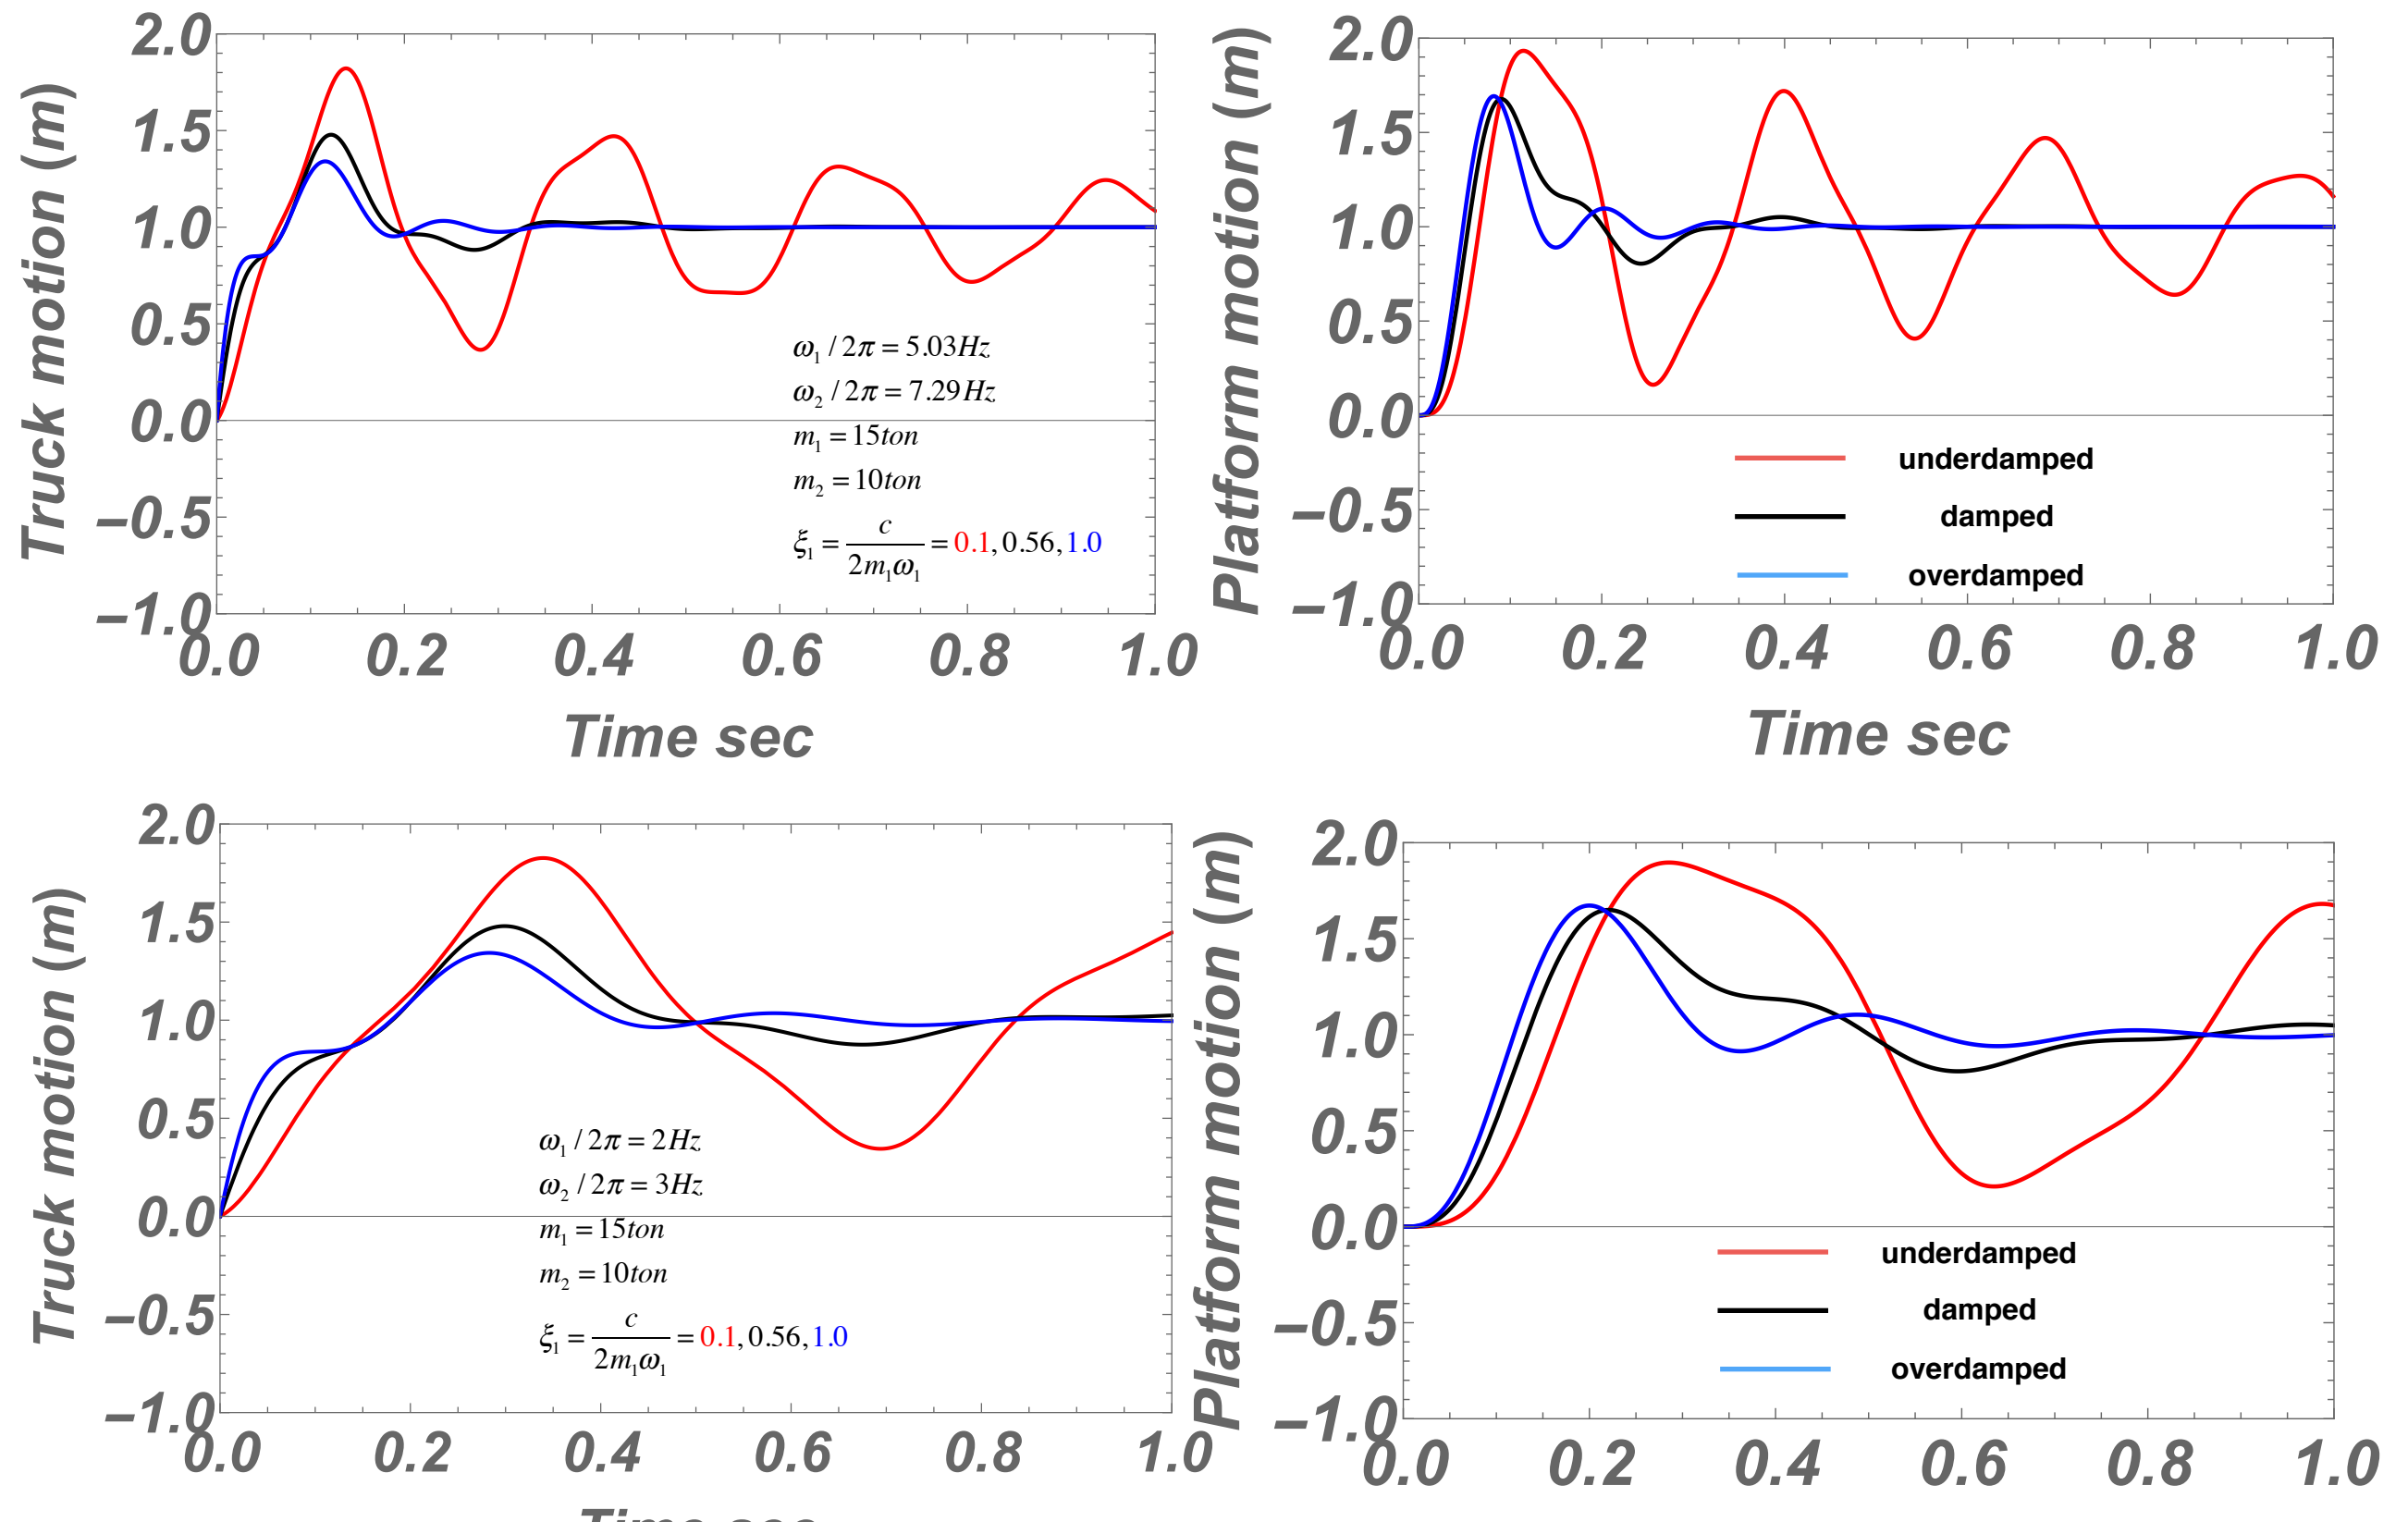 Truck motion (m)
2.0
1.5
1.0
0.5
0.0
−0.5
−1.0
0.0 0.2 0.4 0.6 0.8 1.0
Time sec
ω₁ / 2π = 5.03Hz
ω₂ / 2π = 7.29Hz
m₁ = 15ton
m₂ = 10ton
ξ₁ = c / 2m₁ω₁ = 0.1, 0.56, 1.0
Platform motion (m)
2.0
1.5
1.0
0.5
0.0
−0.5
−1.0
0.0 0.2 0.4 0.6 0.8 1.0
Time sec
underdamped
damped
overdamped
Truck motion (m)
2.0
1.5
1.0
0.5
0.0
−0.5
−1.0
0.0 0.2 0.4 0.6 0.8 1.0
Time sec
ω₁ / 2π = 2Hz
ω₂ / 2π = 3Hz
m₁ = 15ton
m₂ = 10ton
ξ₁ = c / 2m₁ω₁ = 0.1, 0.56, 1.0
Platform motion (m)
2.0
1.5
1.0
0.5
0.0
−0.5
−1.0
0.0 0.2 0.4 0.6 0.8 1.0
underdamped
damped
overdamped